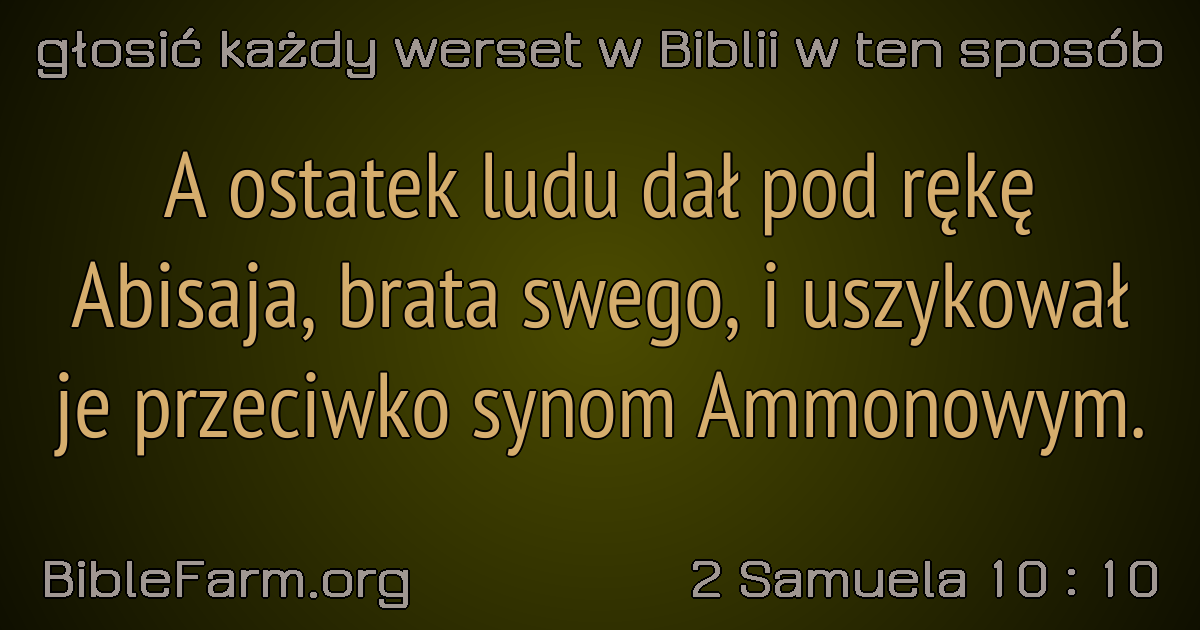 głosić każdy werset w Biblii w ten sposób
A ostatek ludu dał pod rękę
Abisaja, brata swego, i uszykował
je przeciwko synom Ammonowym.
BibleFarm.org
2 Samuela 10 : 10